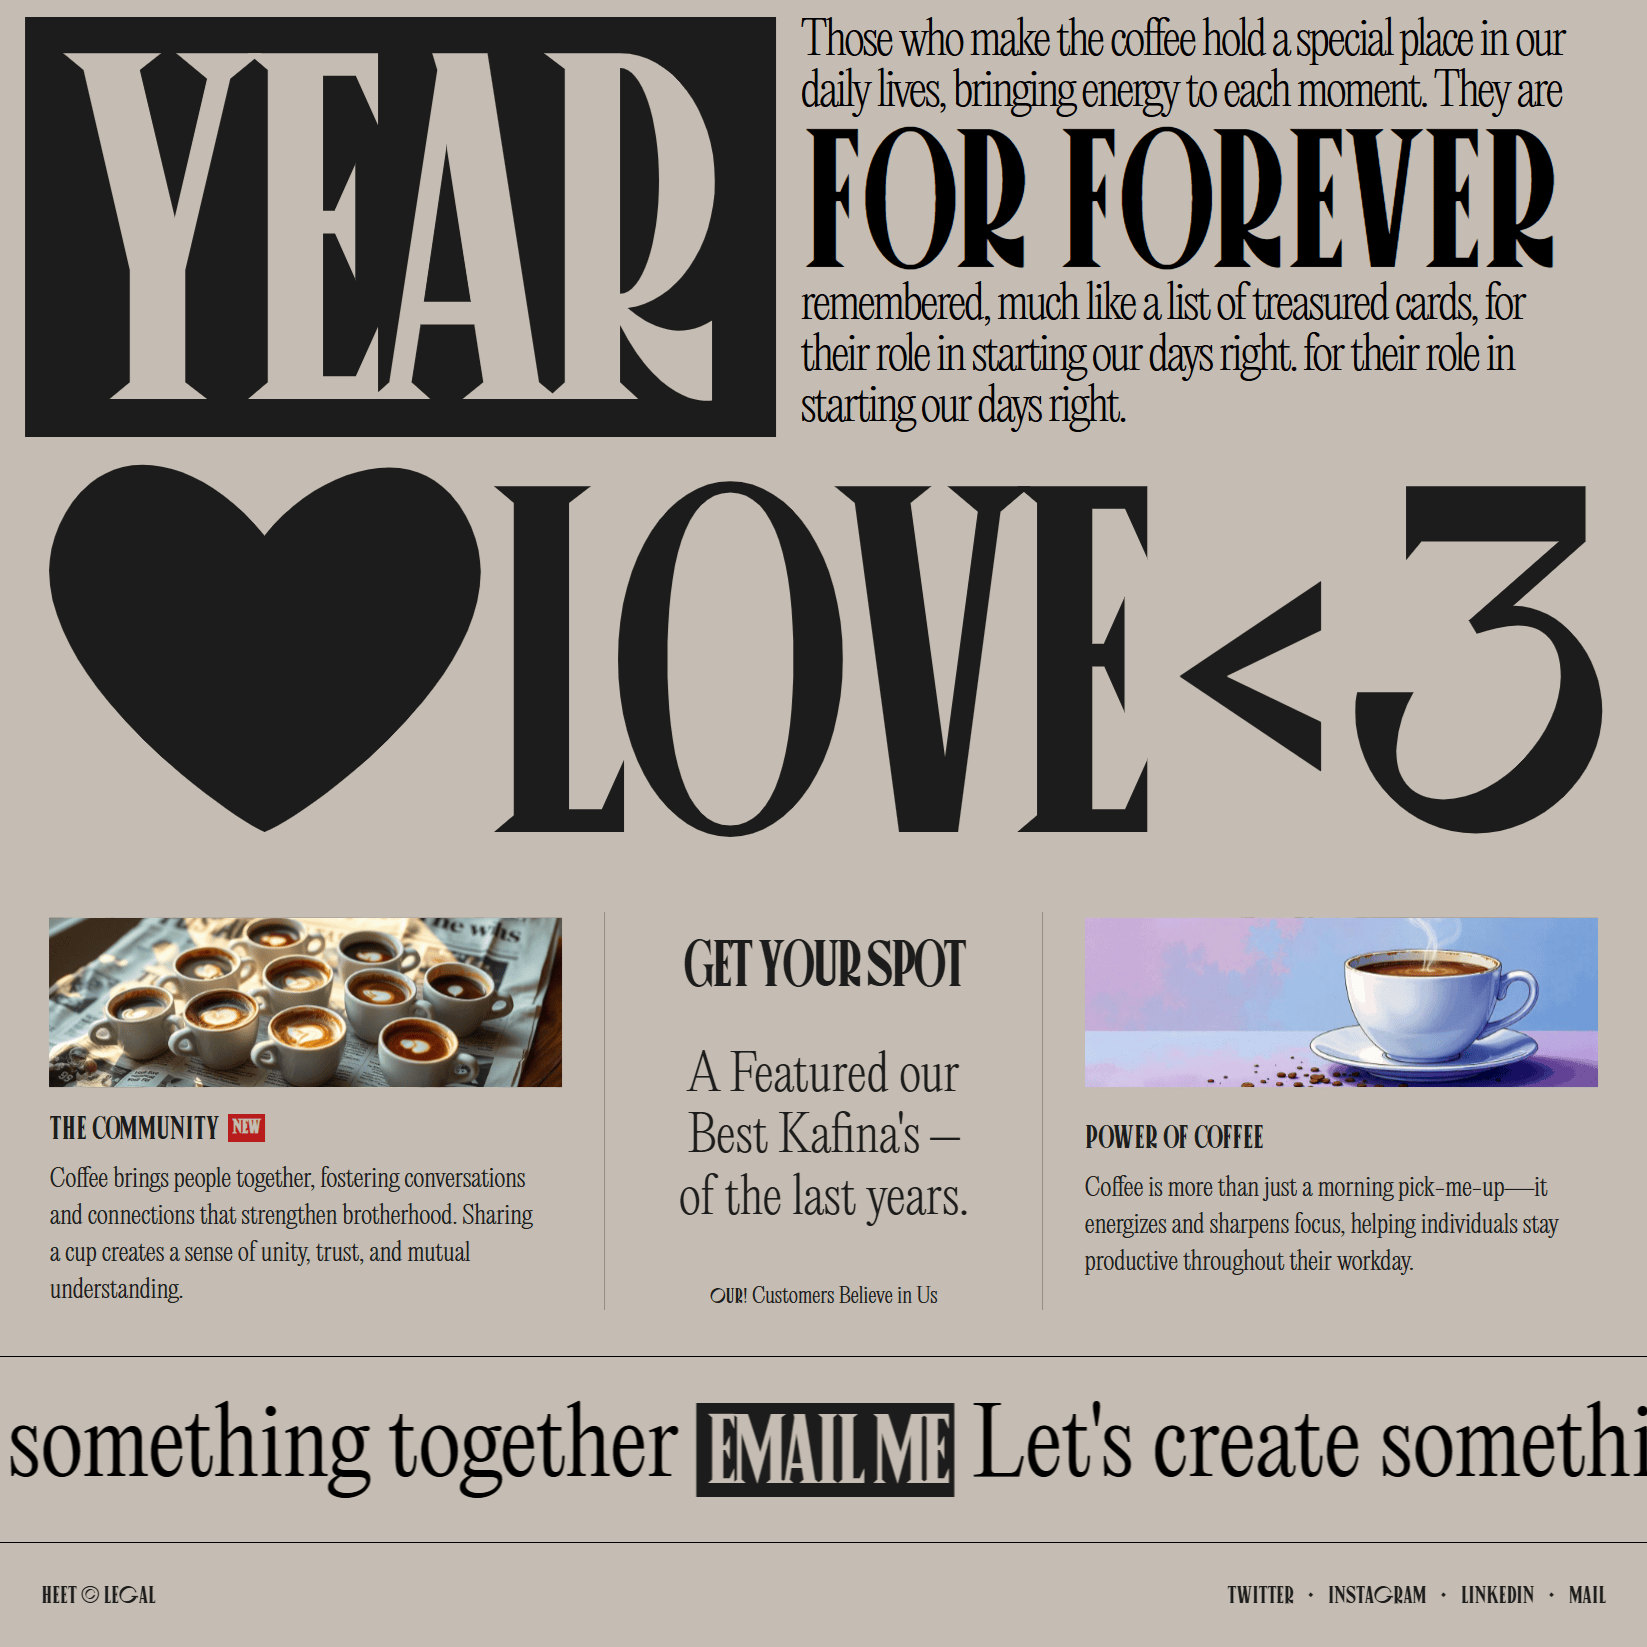 YEAR
Those who make the coffee hold a special place in our
daily lives, bringing energy to each moment. They are
FOR FOREVER
remembered, much like a list of treasured cards, for
their role in starting our days right. for their role in
starting our days right.
LOVE<3
he was
GET YOUR SPOT
A Featured our
Best Kafina's –
of the last years.
OUR! Customers Believe in Us
THE COMMUNITY NEW
Coffee brings people together, fostering conversations
and connections that strengthen brotherhood. Sharing
a cup creates a sense of unity, trust, and mutual
understanding.
POWER OF COFFEE
Coffee is more than just a morning pick-me-up—it
energizes and sharpens focus, helping individuals stay
productive throughout their workday.
something together EMAIL ME Let's create somethi
HEET © LEGAL
TWITTER • INSTAGRAM • LINKEDIN • MAIL